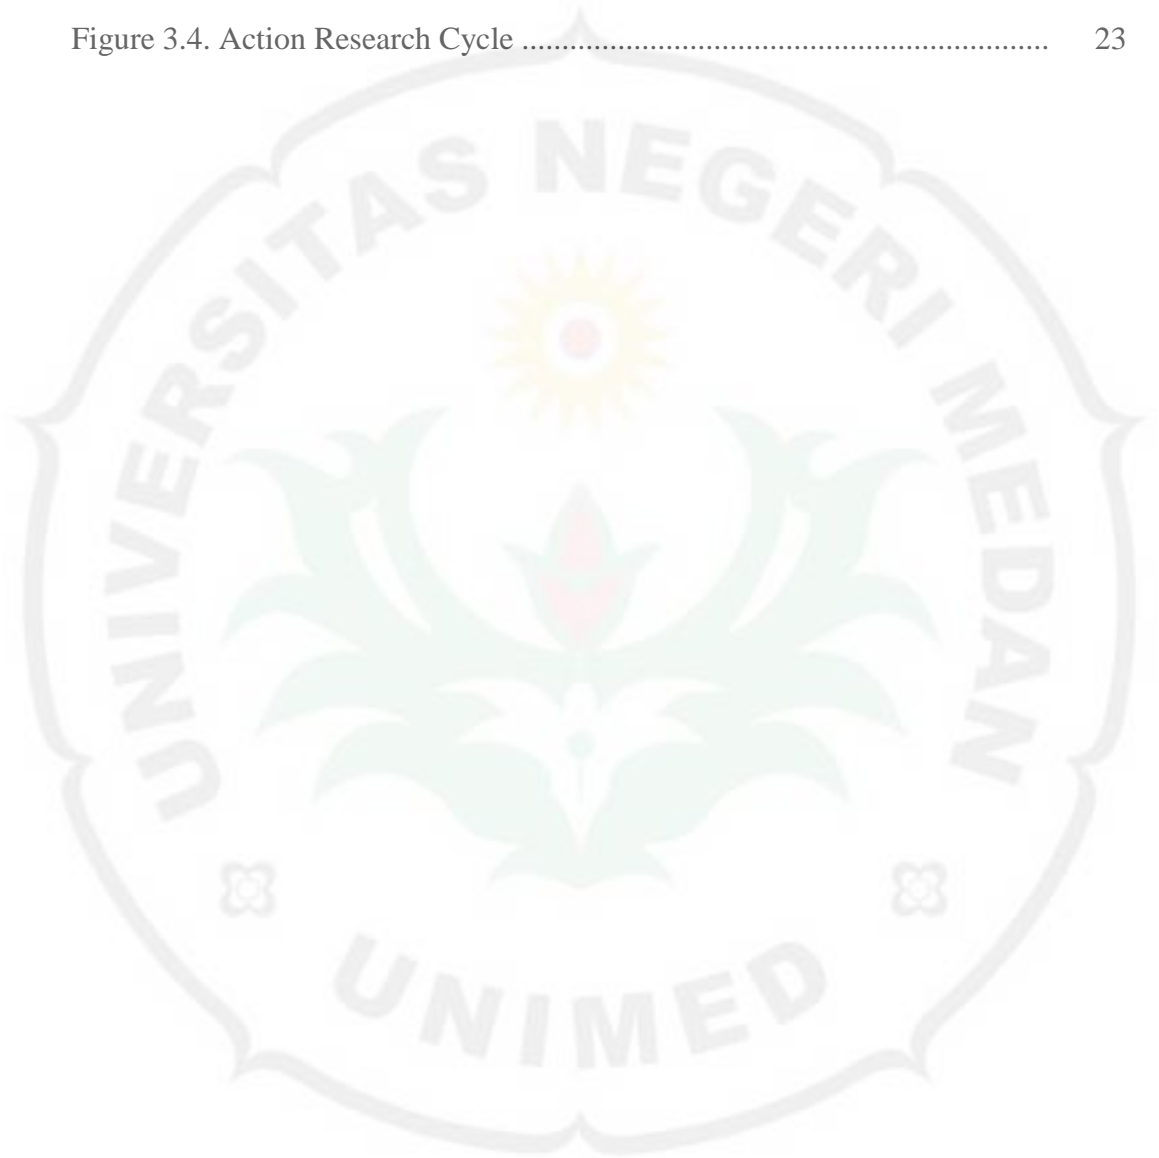 Figure 3.4. Action Research Cycle ........................................................ 23
UNIVERSITAS NEGERI MEDAN
UNIMED